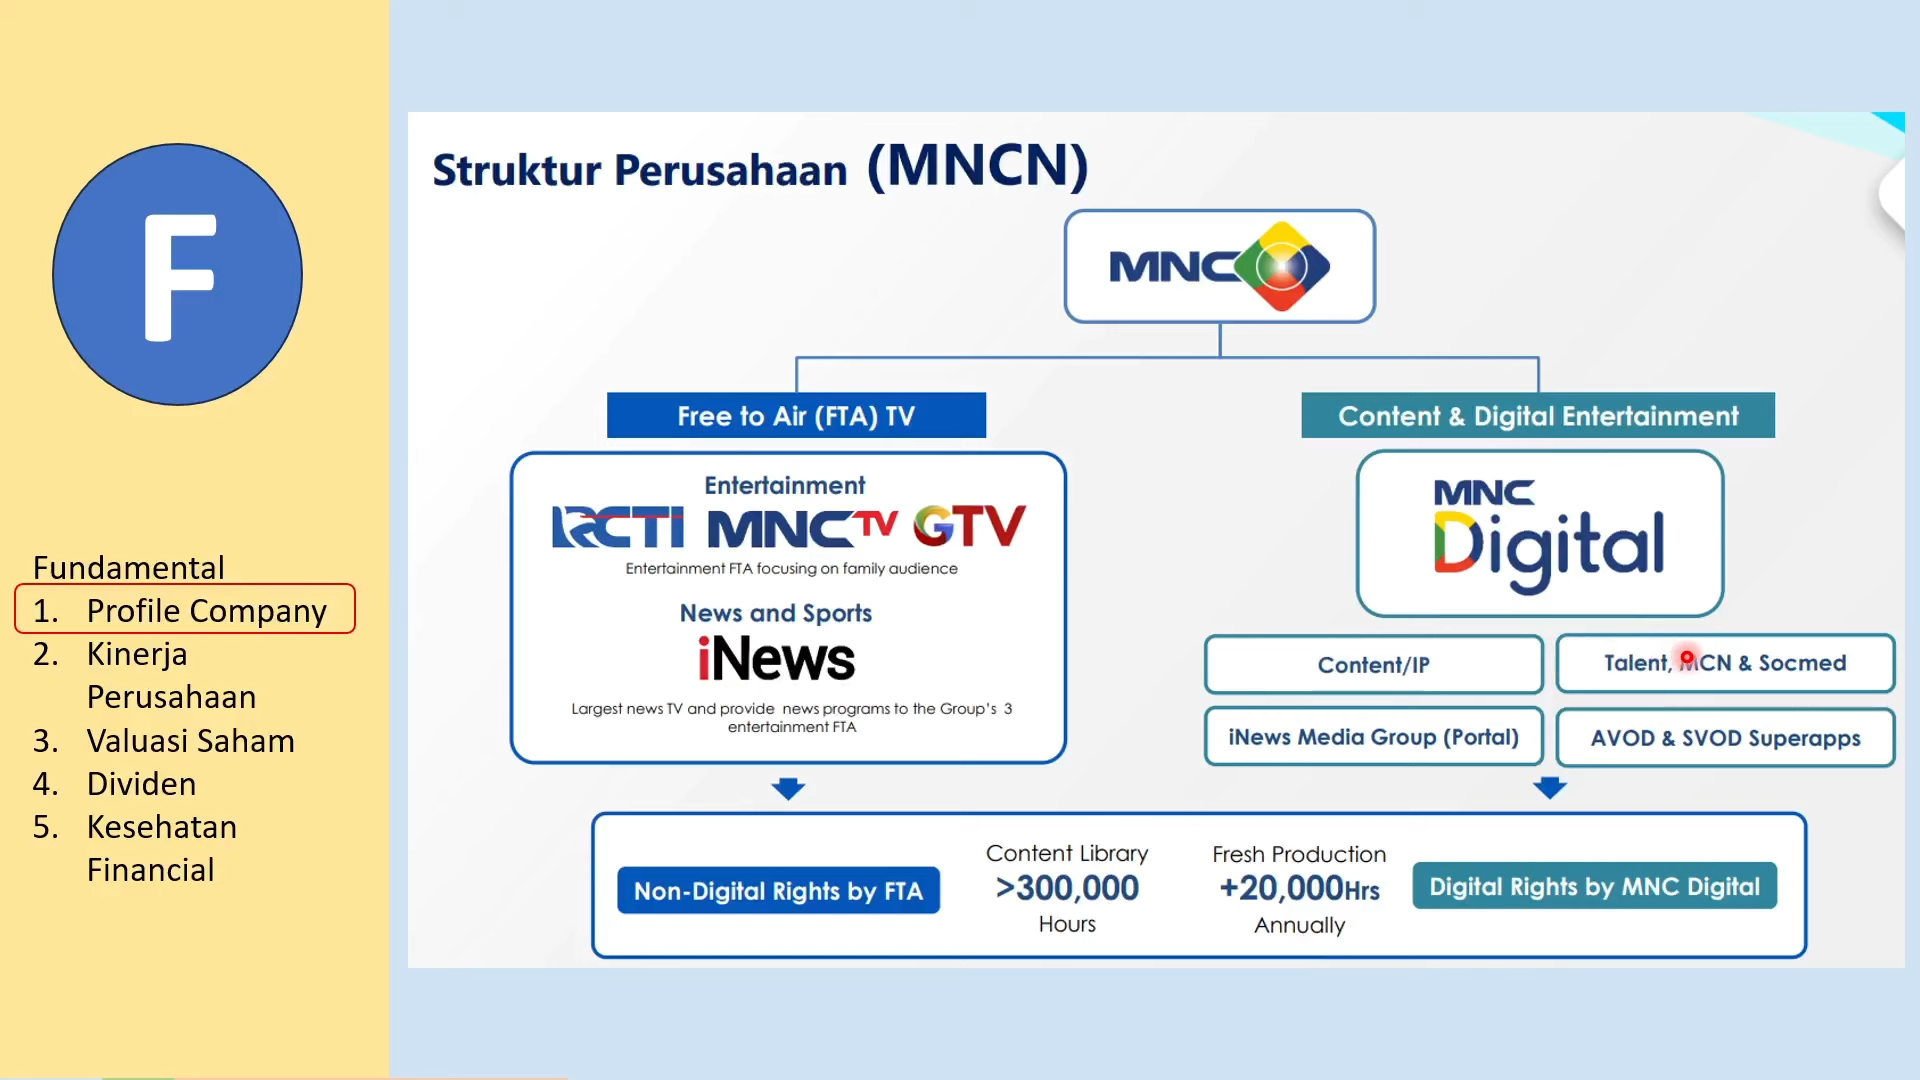 F
Fundamental
1. Profile Company
2. Kinerja
Perusahaan
3. Valuasi Saham
4. Dividen
5. Kesehatan
Financial
Struktur Perusahaan (MNCN)
MNC
Free to Air (FTA) TV
Entertainment
RCTI MNCTV GTV
Entertainment FTA focusing on family audience
News and Sports
iNews
Largest news TV and provide news programs to the Group's 3
entertainment FTA
Content & Digital Entertainment
MNC
Digital
Content/IP
Talent, MCN & Socmed
iNews Media Group (Portal)
AVOD & SVOD Superapps
Non-Digital Rights by FTA
Content Library
>300,000
Hours
Fresh Production
+20,000Hrs
Annually
Digital Rights by MNC Digital